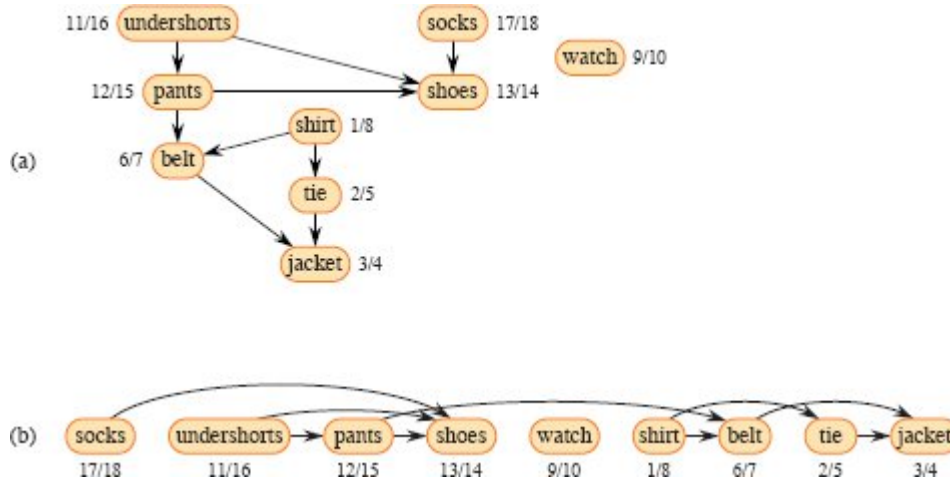 11/16 undershorts socks 17/18
watch 9/10
12/15 pants shoes 13/14
shirt 1/8
(a) 6/7 belt
tie 2/5
jacket 3/4
(b) socks undershorts pants shoes watch shirt belt tie jacket
17/18 11/16 12/15 13/14 9/10 1/8 6/7 2/5 3/4